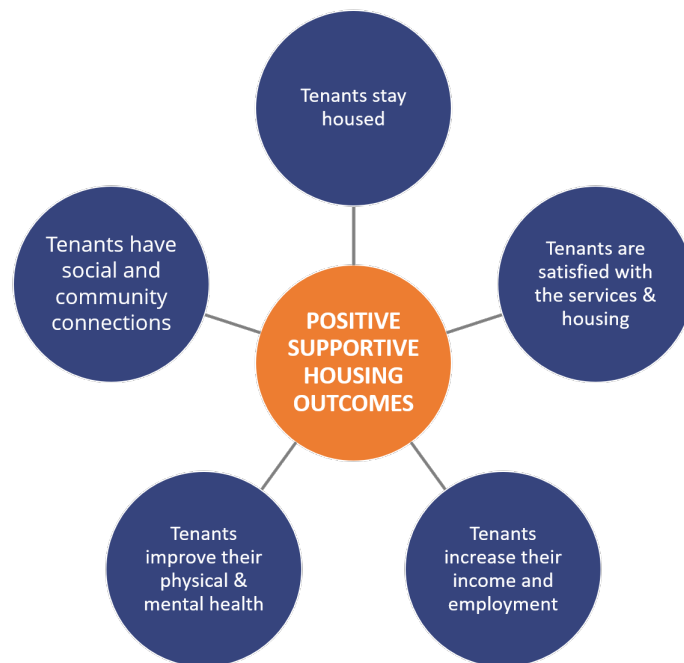 Tenants stay
housed
Tenants have
social and
community
connections
Tenants are
satisfied with
the services &
housing
POSITIVE
SUPPORTIVE
HOUSING
OUTCOMES
Tenants
improve their
physical &
mental health
Tenants
increase their
income and
employment